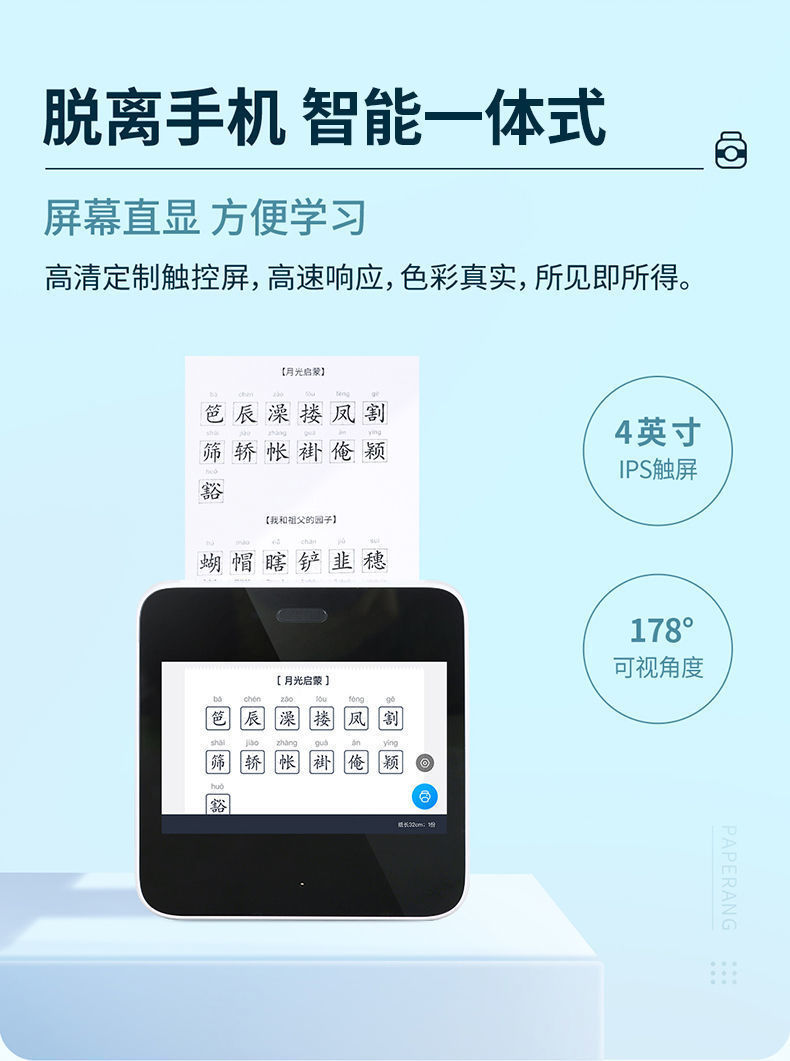 脱离手机 智能一体式
屏幕直显 方便学习
高清定制触控屏，高速响应，色彩真实，所见即所得。
【月光启蒙】
bā chén zǎo lōu fèng gē
笆 辰 澡 搂 凤 割
shāi jiào zhàng guà ǎn yǐng
筛 轿 帐 褂 俺 颖
huō
豁
【我和祖父的园子】
hú mào xiā chǎn jiǔ suì
蝴 帽 瞎 铲 韭 穗
4英寸
IPS触屏
178°
可视角度
[ 月光启蒙 ]
bā chén zǎo lōu fèng gē
笆 辰 澡 搂 凤 割
shāi jiào zhàng guà ǎn yǐng
筛 轿 帐 褂 俺 颖
huō
豁
纸长32cm；1份
PAPERANG